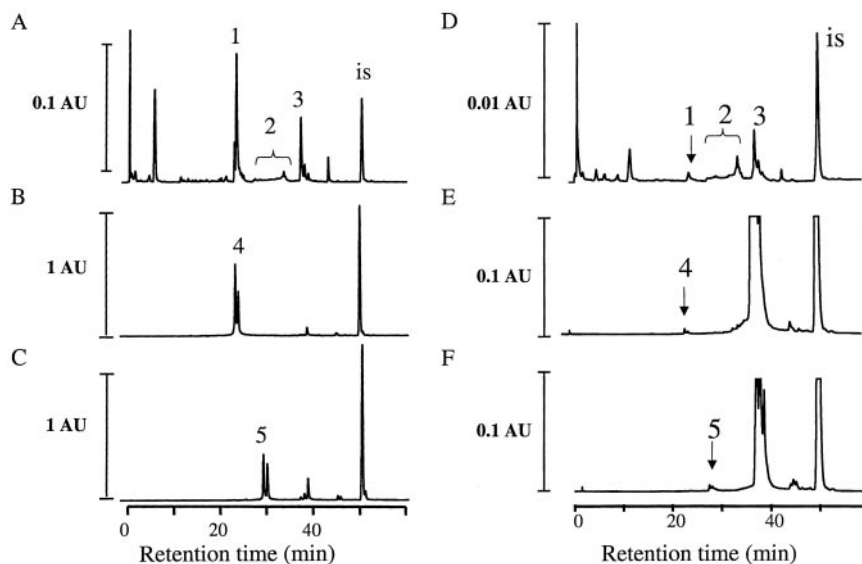 A
0.1 AU
1
2
3
is
B
1 AU
4
C
1 AU
5
0 20 40
Retention time (min)
D
0.01 AU
1
2
3
is
E
0.1 AU
4
F
0.1 AU
5
0 20 40
Retention time (min)